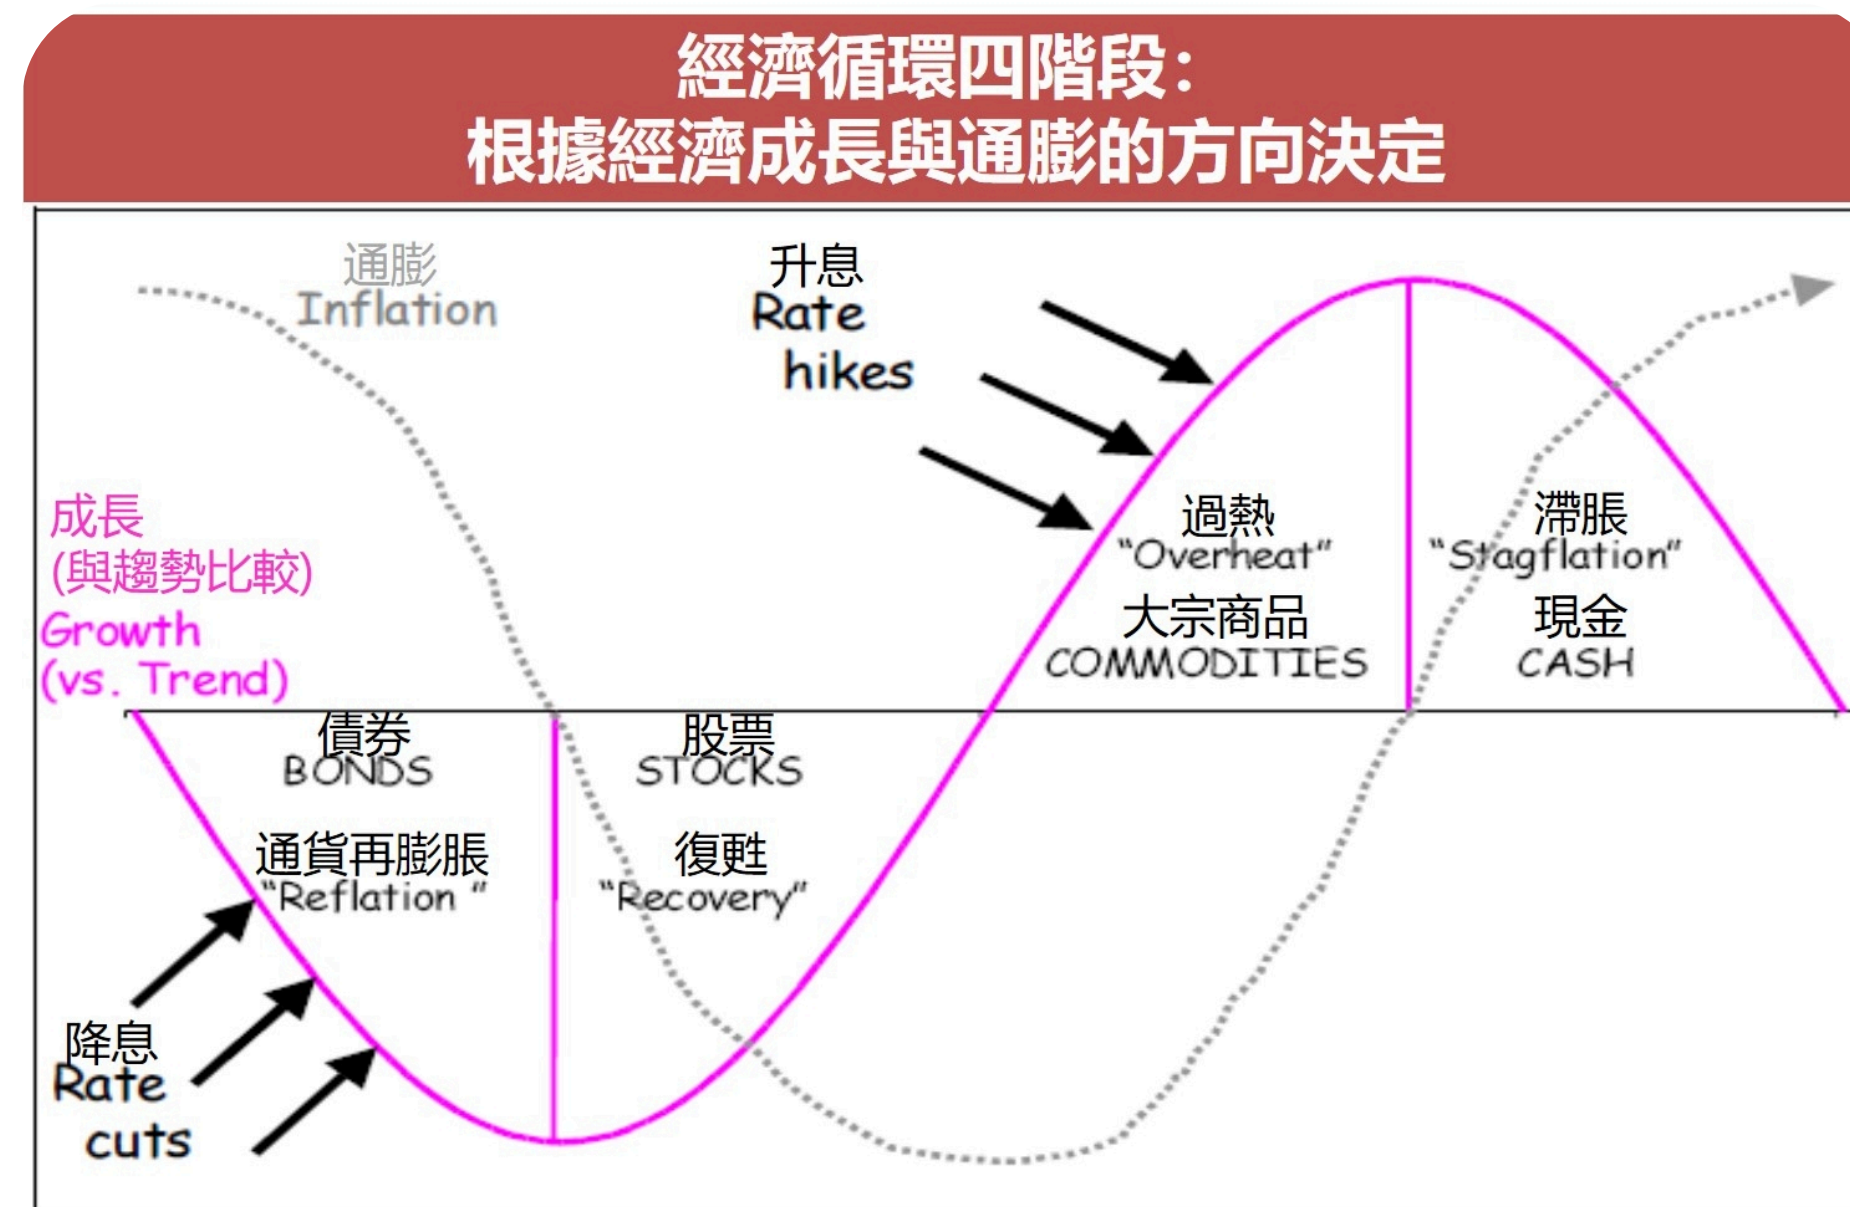 經濟循環四階段：
根據經濟成長與通膨的方向決定
通膨
Inflation
升息
Rate
hikes
成長
(與趨勢比較)
Growth
(vs. Trend)
過熱
“Overheat”
大宗商品
COMMODITIES
滯脹
“Stagflation”
現金
CASH
債券
BONDS
通貨再膨脹
“Reflation ”
股票
STOCKS
復甦
“Recovery”
降息
Rate
cuts